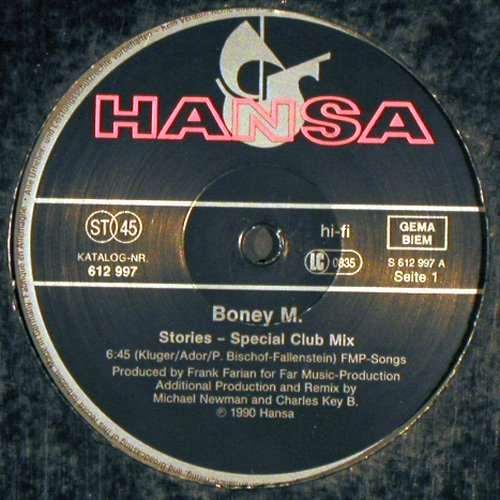 HANSA
ST 45
hi-fi
GEMA
BIEM
KATALOG-NR.
612 997
LC 0835
S 612 997 A
Seite 1
Boney M.
Stories – Special Club Mix
6:45 (Kluger/Ador/P. Bischof-Fallenstein) FMP-Songs
Produced by Frank Farian for Far Music-Production
Additional Production and Remix by
Michael Newman and Charles Key B.
℗ 1990 Hansa